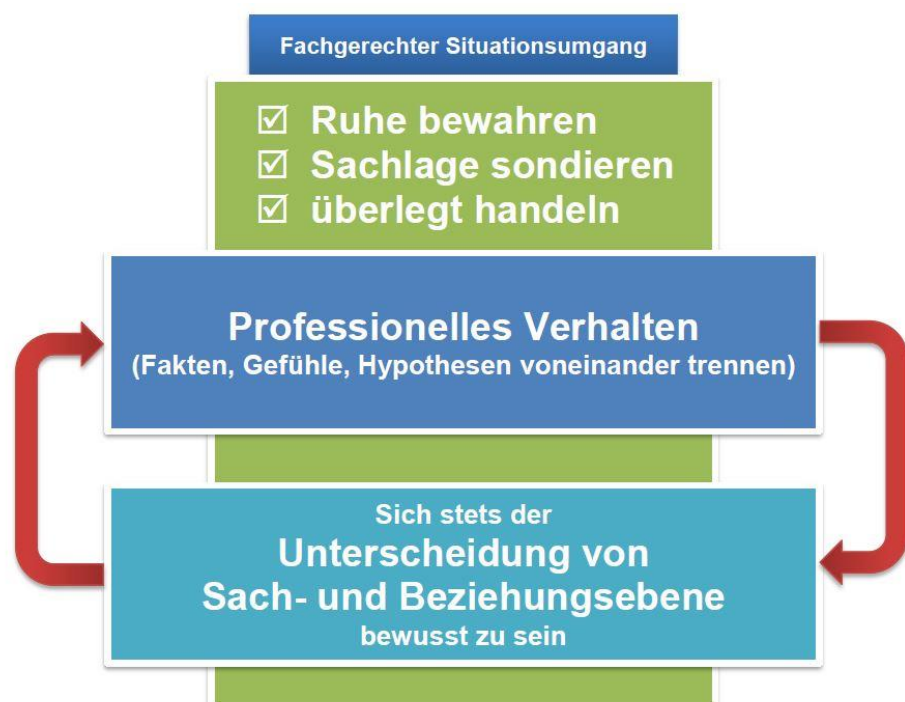 Fachgerechter Situationsumgang
☑ Ruhe bewahren
☑ Sachlage sondieren
☑ überlegt handeln
Professionelles Verhalten
(Fakten, Gefühle, Hypothesen voneinander trennen)
Sich stets der
Unterscheidung von
Sach- und Beziehungsebene
bewusst zu sein